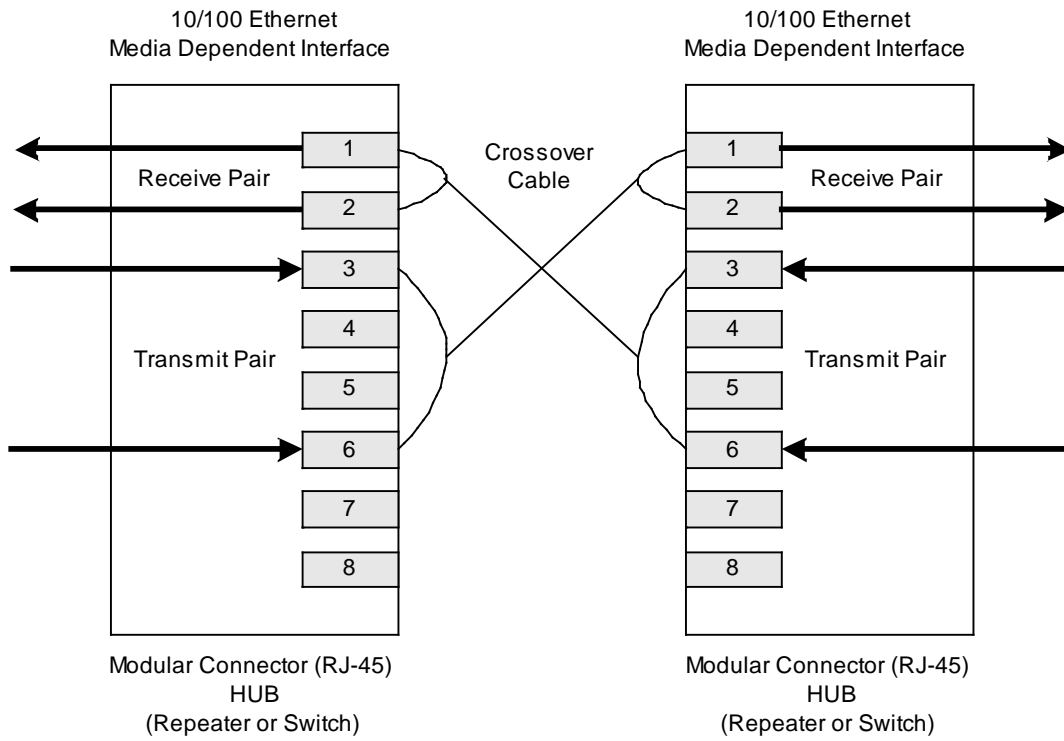 10/100 Ethernet
Media Dependent Interface
10/100 Ethernet
Media Dependent Interface
1
Receive Pair
2
3
4
Transmit Pair
5
6
7
8
Crossover
Cable
1
Receive Pair
2
3
4
Transmit Pair
5
6
7
8
Modular Connector (RJ-45)
HUB
(Repeater or Switch)
Modular Connector (RJ-45)
HUB
(Repeater or Switch)